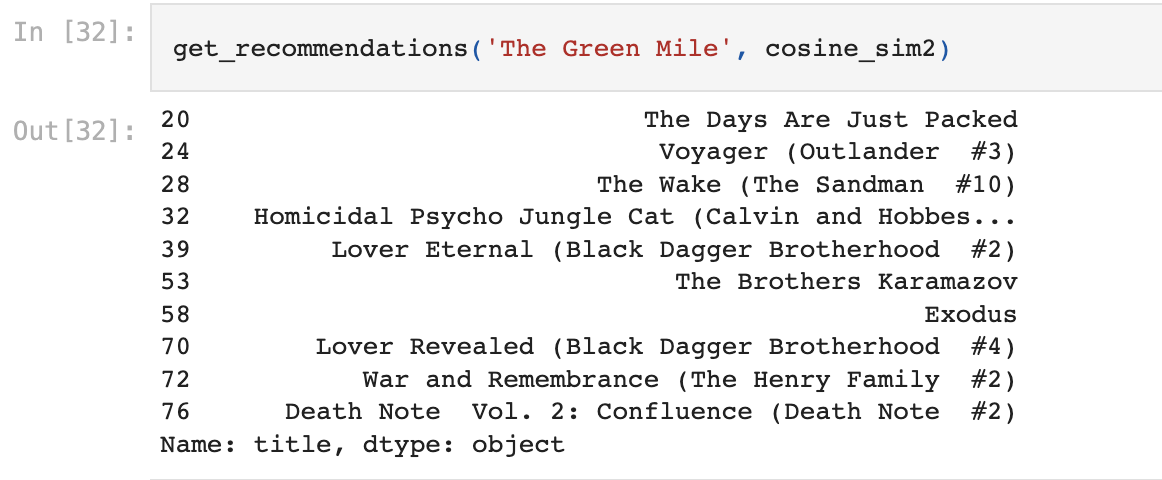 In [32]:
get_recommendations('The Green Mile', cosine_sim2)
Out[32]:
20 The Days Are Just Packed
24 Voyager (Outlander  #3)
28 The Wake (The Sandman  #10)
32 Homicidal Psycho Jungle Cat (Calvin and Hobbes...
39 Lover Eternal (Black Dagger Brotherhood  #2)
53 The Brothers Karamazov
58 Exodus
70 Lover Revealed (Black Dagger Brotherhood  #4)
72 War and Remembrance (The Henry Family  #2)
76 Death Note  Vol. 2: Confluence (Death Note  #2)
Name: title, dtype: object